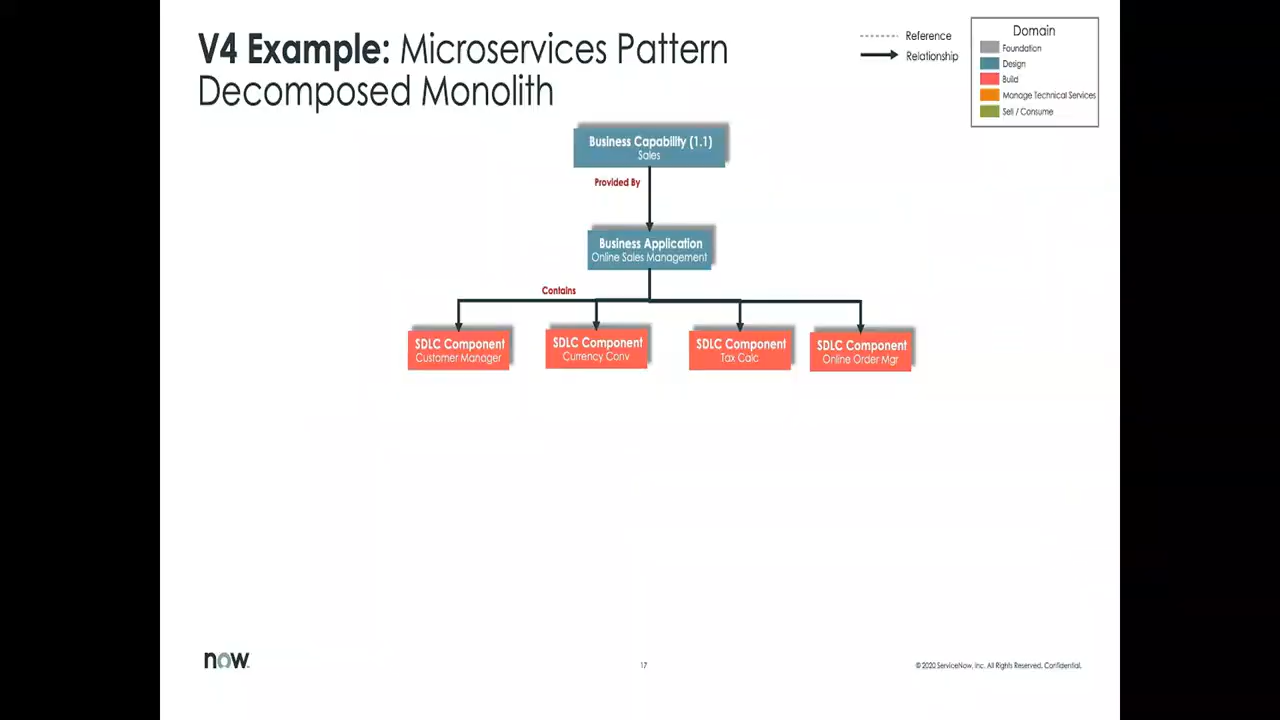 V4 Example: Microservices Pattern
Decomposed Monolith
Reference
Relationship
Domain
Foundation
Design
Build
Manage Technical Services
Sell / Consume
Business Capability (1.1)
Sales
Provided By
Business Application
Online Sales Management
Contains
SDLC Component
Customer Manager
SDLC Component
Currency Conv
SDLC Component
Tax Calc
SDLC Component
Online Order Mgr
now.
17
© 2020 ServiceNow, Inc. All Rights Reserved. Confidential.